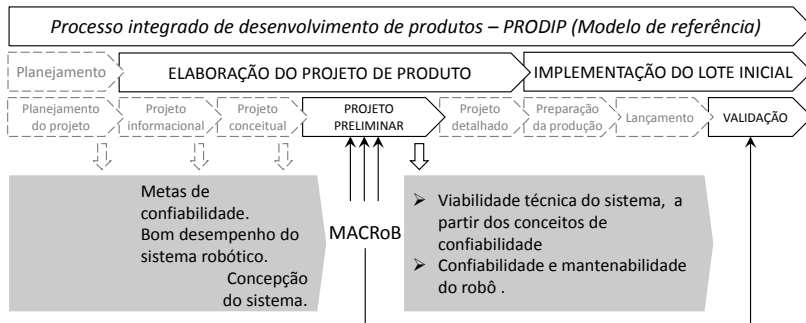 Processo integrado de desenvolvimento de produtos – PRODIP (Modelo de referência)
Planejamento
ELABORAÇÃO DO PROJETO DE PRODUTO
IMPLEMENTAÇÃO DO LOTE INICIAL
Planejamento
do projeto
Projeto
informacional
Projeto
conceitual
PROJETO
PRELIMINAR
Projeto
detalhado
Preparação
da produção
Lançamento
VALIDAÇÃO
Metas de
confiabilidade.
Bom desempenho do
sistema robótico.
Concepção
do sistema.
MACRoB
➢ Viabilidade técnica do sistema, a
partir dos conceitos de
confiabilidade
➢ Confiabilidade e mantenabilidade
do robô .